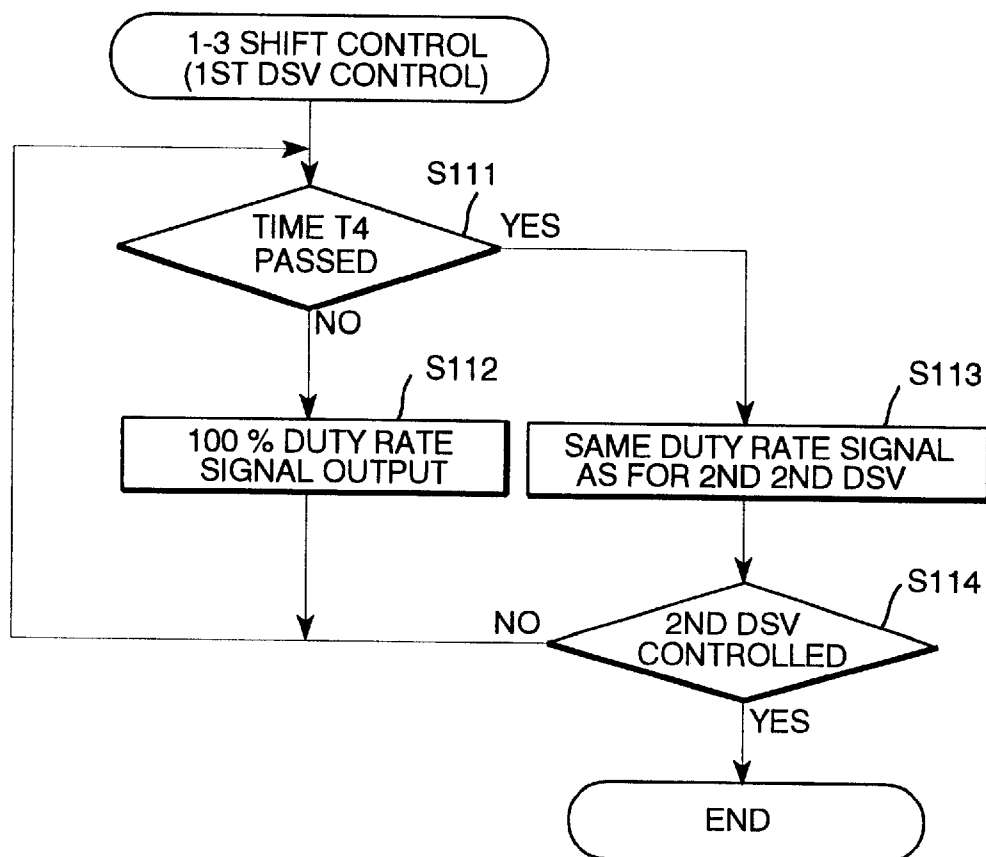 1-3 SHIFT CONTROL
(1ST DSV CONTROL)
S111
TIME T4
PASSED
YES
NO
S112
100 % DUTY RATE
SIGNAL OUTPUT
S113
SAME DUTY RATE SIGNAL
AS FOR 2ND 2ND DSV
S114
NO
2ND DSV
CONTROLLED
YES
END